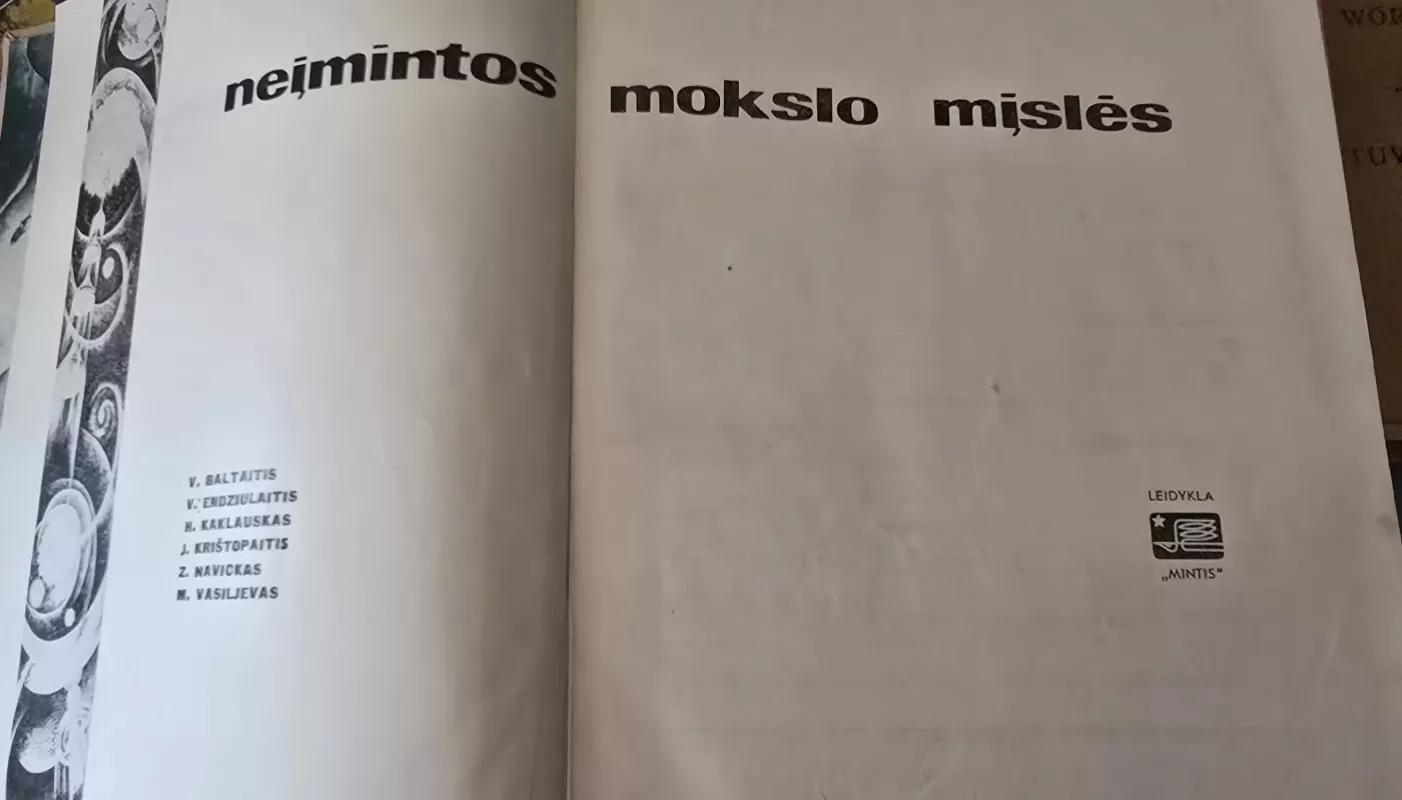 neįmintos mokslo mįslės
V. BALTAITIS
V. ENDZIULAITIS
H. KAKLAUSKAS
J. KRIŠTOPAITIS
Z. NAVICKAS
M. VASILJEVAS
LEIDYKLA
„MINTIS“